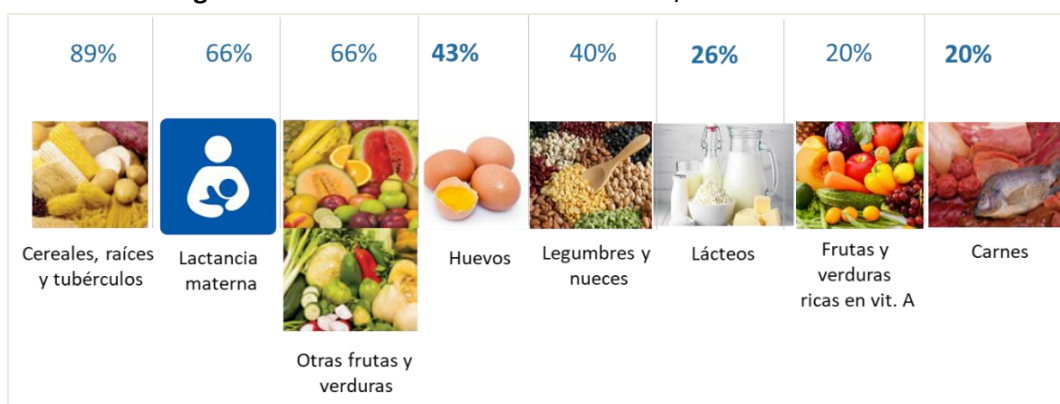 89%
66%
66%
43%
40%
26%
20%
20%
Cereales, raíces
y tubérculos
Lactancia
materna
Otras frutas y
verduras
Huevos
Legumbres y
nueces
Lácteos
Frutas y
verduras
ricas en vit. A
Carnes